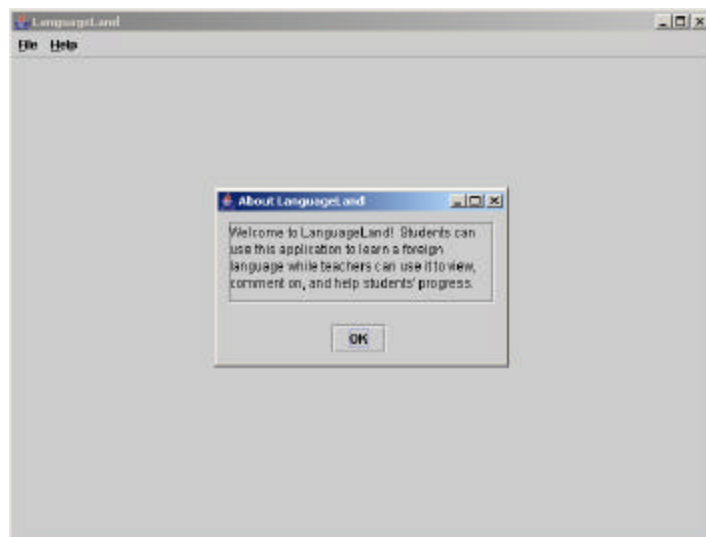 LanguageLand
File Help
About LanguageLand
Welcome to LanguageLand! Students can
use this application to learn a foreign
language while teachers can use it to view,
comment on, and help students' progress.
OK